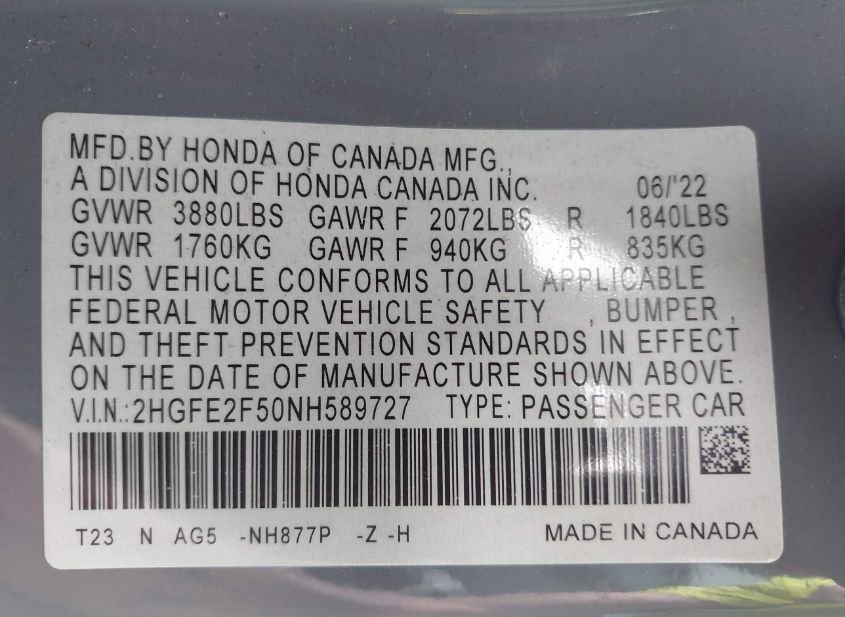 MFD.BY HONDA OF CANADA MFG.,
A DIVISION OF HONDA CANADA INC. 06/'22
GVWR 3880LBS GAWR F 2072LBS R 1840LBS
GVWR 1760KG GAWR F 940KG R 835KG
THIS VEHICLE CONFORMS TO ALL APPLICABLE
FEDERAL MOTOR VEHICLE SAFETY , BUMPER ,
AND THEFT PREVENTION STANDARDS IN EFFECT
ON THE DATE OF MANUFACTURE SHOWN ABOVE.
V.I.N.:2HGFE2F50NH589727 TYPE: PASSENGER CAR
T23 N AG5 -NH877P -Z -H MADE IN CANADA